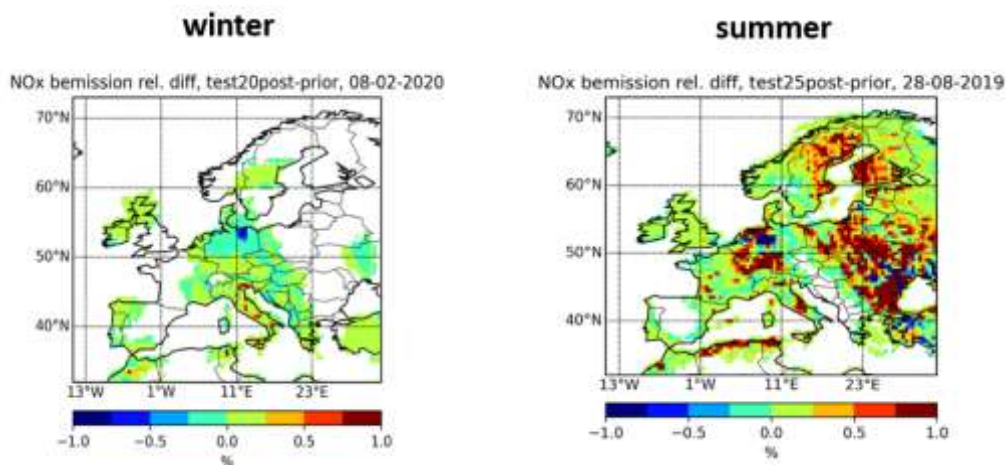 winter
NOx bemission rel. diff, test20post-prior, 08-02-2020
70°N
60°N
50°N
40°N
13°W 1°W 11°E 23°E
−1.0 −0.5 0.0 0.5 1.0
%
summer
NOx bemission rel. diff, test25post-prior, 28-08-2019
70°N
60°N
50°N
40°N
13°W 1°W 11°E 23°E
−1.0 −0.5 0.0 0.5 1.0
%